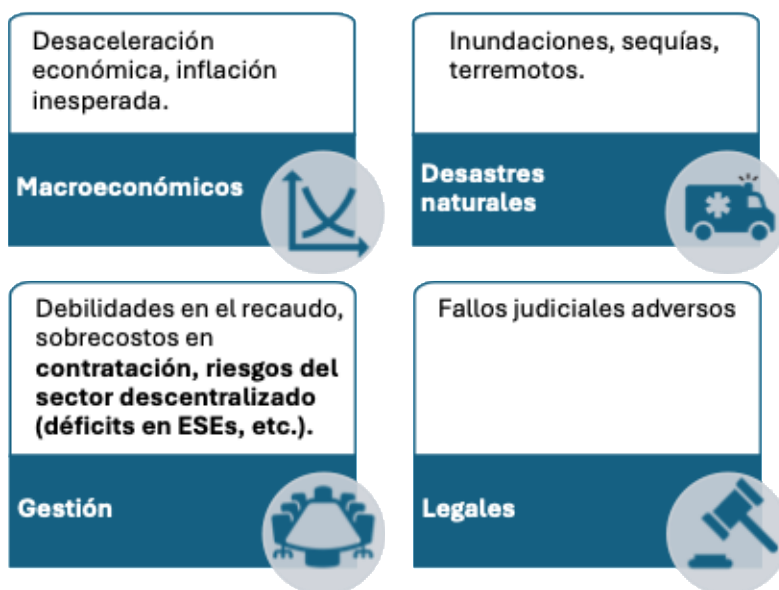 Desaceleración
económica, inflación
inesperada.
Macroeconómicos
Inundaciones, sequías,
terremotos.
Desastres
naturales
Debilidades en el recaudo,
sobrecostos en
contratación, riesgos del
sector descentralizado
(déficits en ESEs, etc.).
Gestión
Fallos judiciales adversos
Legales